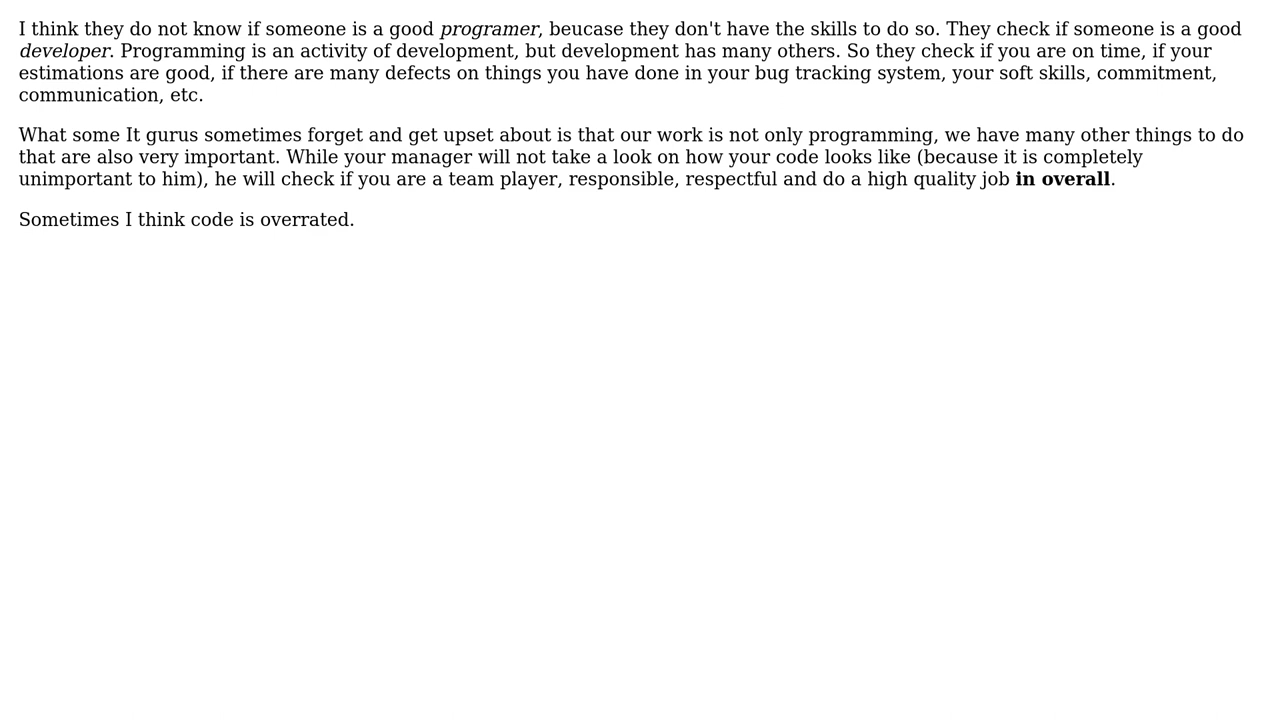 I think they do not know if someone is a good programer, beucase they don't have the skills to do so. They check if someone is a good
developer. Programming is an activity of development, but development has many others. So they check if you are on time, if your
estimations are good, if there are many defects on things you have done in your bug tracking system, your soft skills, commitment,
communication, etc.
What some It gurus sometimes forget and get upset about is that our work is not only programming, we have many other things to do
that are also very important. While your manager will not take a look on how your code looks like (because it is completely
unimportant to him), he will check if you are a team player, responsible, respectful and do a high quality job in overall.
Sometimes I think code is overrated.